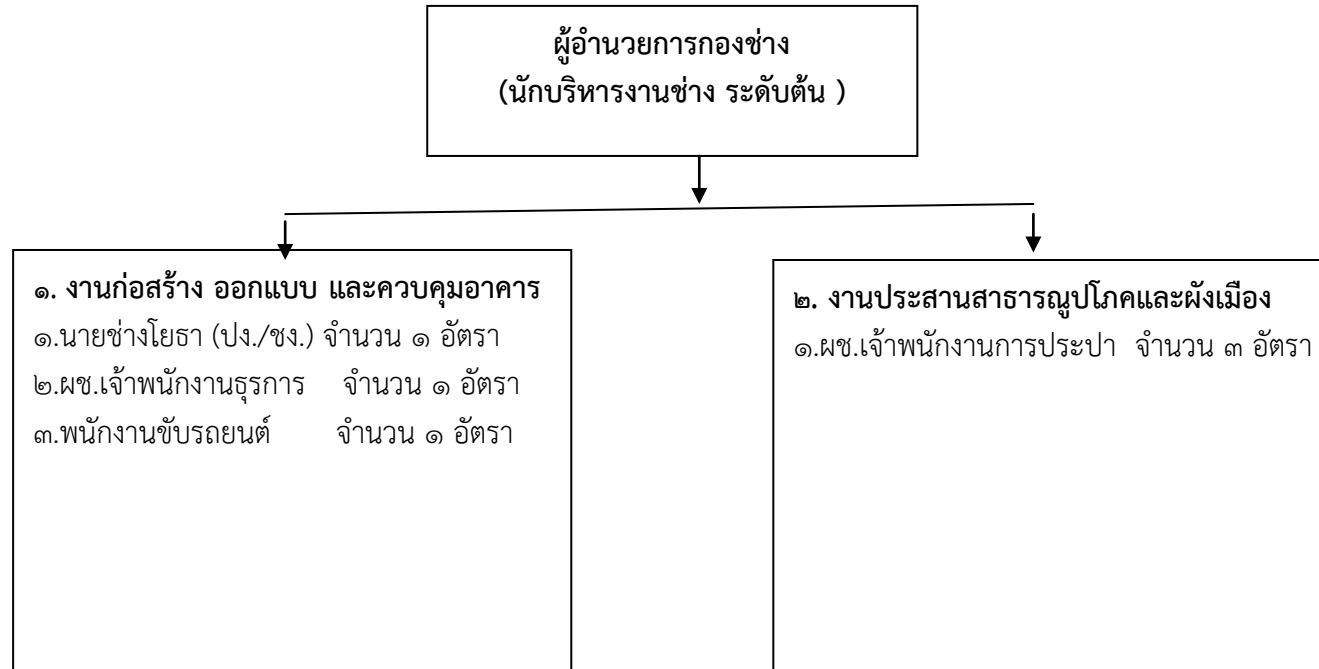 ผู้อำนวยการกองช่าง
(นักบริหารงานช่าง ระดับต้น )
๑. งานก่อสร้าง ออกแบบ และควบคุมอาคาร
๑.นายช่างโยธา (ปง./ชง.) จำนวน ๑ อัตรา
๒.ผช.เจ้าพนักงานธุรการ จำนวน ๑ อัตรา
๓.พนักงานขับรถยนต์ จำนวน ๑ อัตรา
๒. งานประสานสาธารณูปโภคและผังเมือง
๑.ผช.เจ้าพนักงานการประปา จำนวน ๓ อัตรา